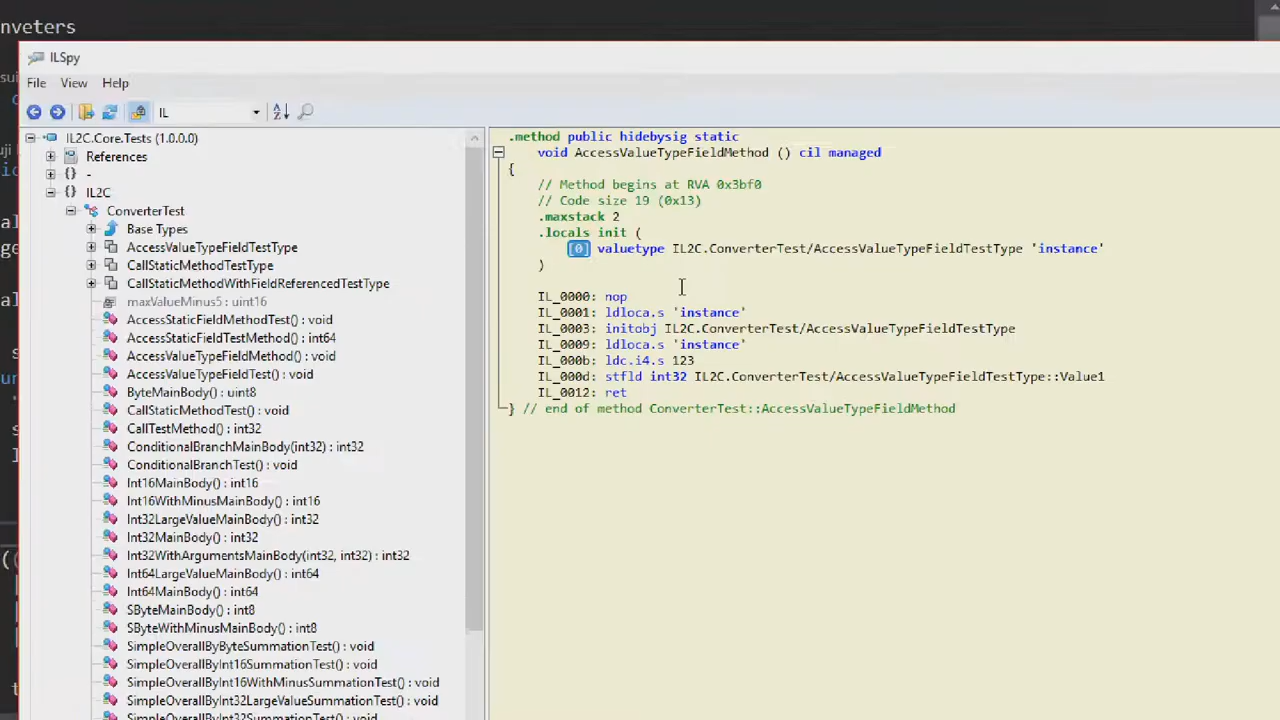 nveters
ILSpy
File View Help
IL
IL2C.Core.Tests (1.0.0.0)
References
{} -
{} IL2C
ConverterTest
Base Types
AccessValueTypeFieldTestType
CallStaticMethodTestType
CallStaticMethodWithFieldReferencedTestType
maxValueMinus5 : uint16
AccessStaticFieldMethodTest() : void
AccessStaticFieldTestMethod() : int64
AccessValueTypeFieldMethod() : void
AccessValueTypeFieldTest() : void
ByteMainBody() : uint8
CallStaticMethodTest() : void
CallTestMethod() : int32
ConditionalBranchMainBody(int32) : int32
ConditionalBranchTest() : void
Int16MainBody() : int16
Int16WithMinusMainBody() : int16
Int32LargeValueMainBody() : int32
Int32MainBody() : int32
Int32WithArgumentsMainBody(int32, int32) : int32
Int64LargeValueMainBody() : int64
Int64MainBody() : int64
SByteMainBody() : int8
SByteWithMinusMainBody() : int8
SimpleOverallByByteSummationTest() : void
SimpleOverallByInt16SummationTest() : void
SimpleOverallByInt16WithMinusSummationTest() : void
SimpleOverallByInt32LargeValueSummationTest() : void
SimpleOverallByInt32SummationTest() : void
.method public hidebysig static
void AccessValueTypeFieldMethod () cil managed
{
// Method begins at RVA 0x3bf0
// Code size 19 (0x13)
.maxstack 2
.locals init (
[0] valuetype IL2C.ConverterTest/AccessValueTypeFieldTestType 'instance'
)
IL_0000: nop
IL_0001: ldloca.s 'instance'
IL_0003: initobj IL2C.ConverterTest/AccessValueTypeFieldTestType
IL_0009: ldloca.s 'instance'
IL_000b: ldc.i4.s 123
IL_000d: stfld int32 IL2C.ConverterTest/AccessValueTypeFieldTestType::Value1
IL_0012: ret
} // end of method ConverterTest::AccessValueTypeFieldMethod